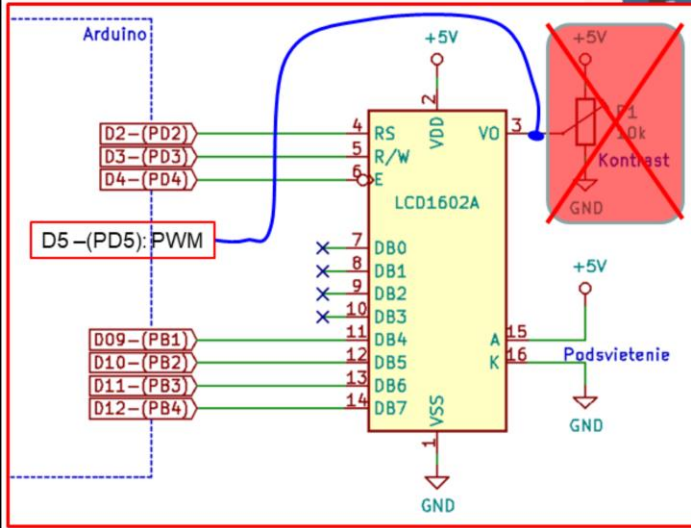 Arduino
D2-(PD2)
D3-(PD3)
D4-(PD4)
D5 –(PD5): PWM
D09-(PB1)
D10-(PB2)
D11-(PB3)
D12-(PB4)
+5V
2
VDD
4 RS
5 R/W
6 E
VO 3
LCD1602A
7 DB0
8 DB1
9 DB2
10 DB3
11 DB4
12 DB5
13 DB6
14 DB7
A 15
K 16
VSS
1
GND
+5V
10k
Kontrast
GND
+5V
Podsvietenie
GND